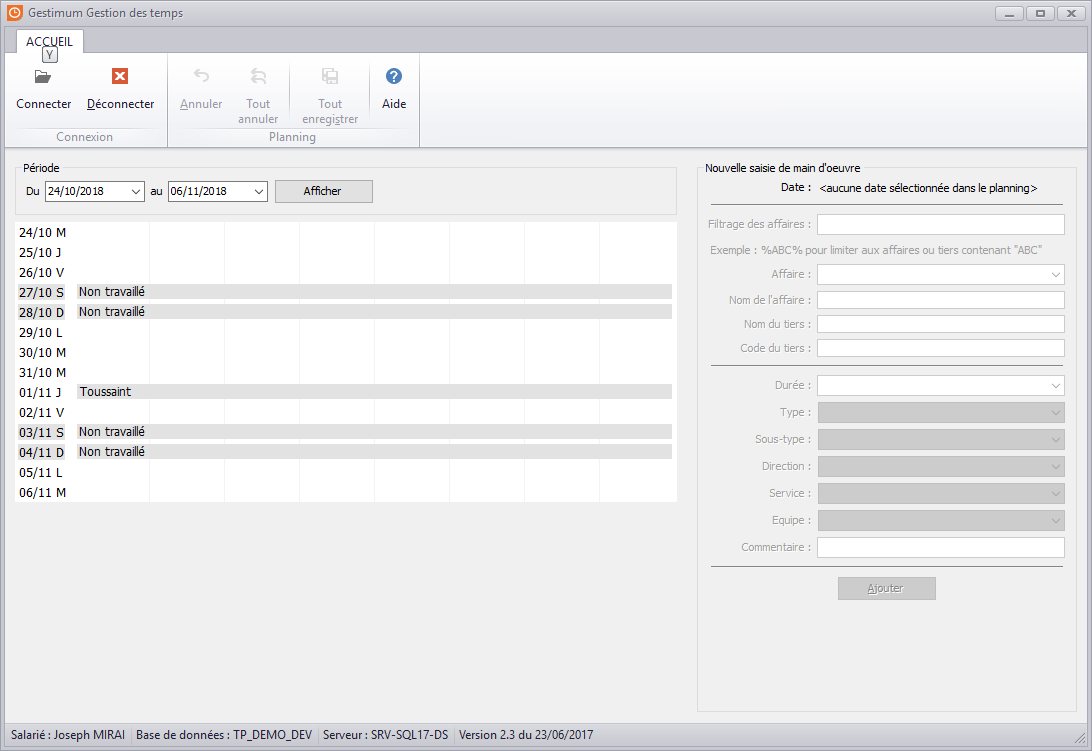 Gestimum Gestion des temps
ACCUEIL
Y
Connecter
Déconnecter
Connexion
Annuler
Tout annuler
Tout enregistrer
Planning
Aide
Période
Du 24/10/2018 au 06/11/2018 Afficher
24/10 M
25/10 J
26/10 V
27/10 S Non travaillé
28/10 D Non travaillé
29/10 L
30/10 M
31/10 M
01/11 J Toussaint
02/11 V
03/11 S Non travaillé
04/11 D Non travaillé
05/11 L
06/11 M
Nouvelle saisie de main d'oeuvre
Date : <aucune date sélectionnée dans le planning>
Filtrage des affaires :
Exemple : %ABC% pour limiter aux affaires ou tiers contenant "ABC"
Affaire :
Nom de l'affaire :
Nom du tiers :
Code du tiers :
Durée :
Type :
Sous-type :
Direction :
Service :
Equipe :
Commentaire :
Ajouter
Salarié : Joseph MIRAI Base de données : TP_DEMO_DEV Serveur : SRV-SQL17-DS Version 2.3 du 23/06/2017